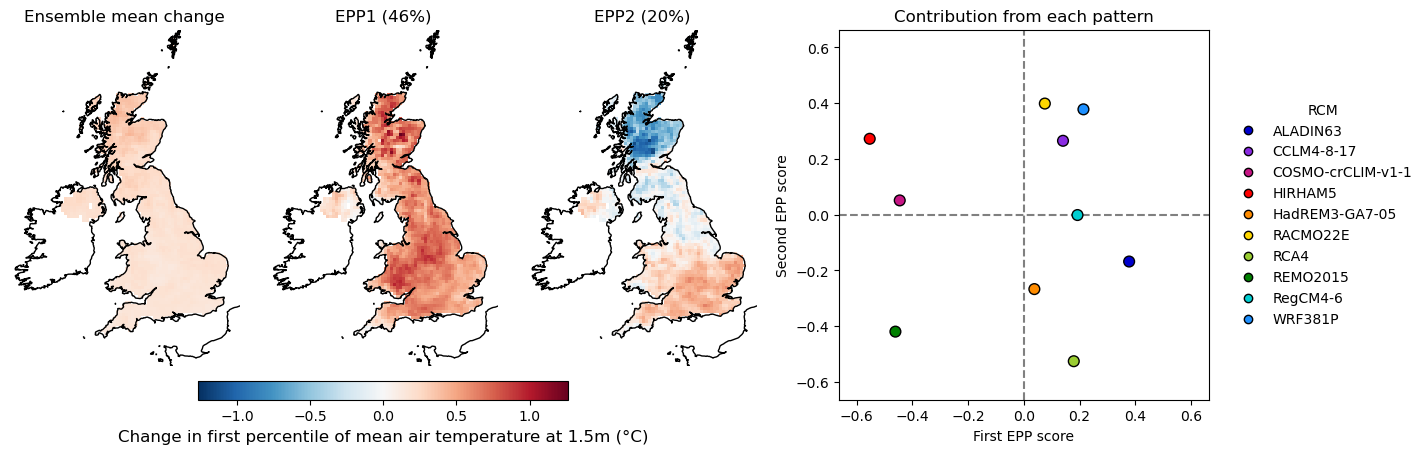 Ensemble mean change
EPP1 (46%)
EPP2 (20%)
−1.0
−0.5
0.0
0.5
1.0
Change in first percentile of mean air temperature at 1.5m (°C)
Contribution from each pattern
Second EPP score
0.6
0.4
0.2
0.0
−0.2
−0.4
−0.6
−0.6
−0.4
−0.2
0.0
0.2
0.4
0.6
First EPP score
RCM
ALADIN63
CCLM4-8-17
COSMO-crCLIM-v1-1
HIRHAM5
HadREM3-GA7-05
RACMO22E
RCA4
REMO2015
RegCM4-6
WRF381P